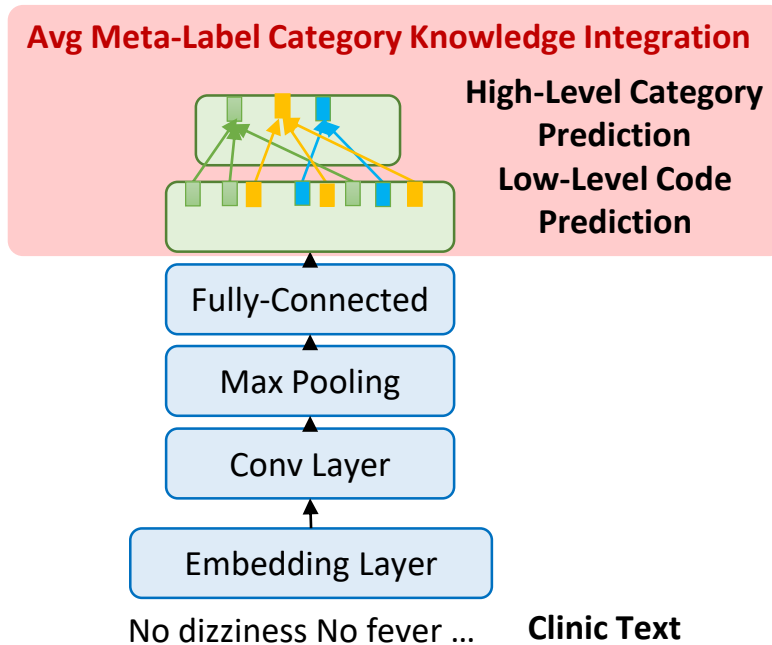 Avg Meta-Label Category Knowledge Integration
High-Level Category
Prediction
Low-Level Code
Prediction
Fully-Connected
Max Pooling
Conv Layer
Embedding Layer
No dizziness No fever ...
Clinic Text